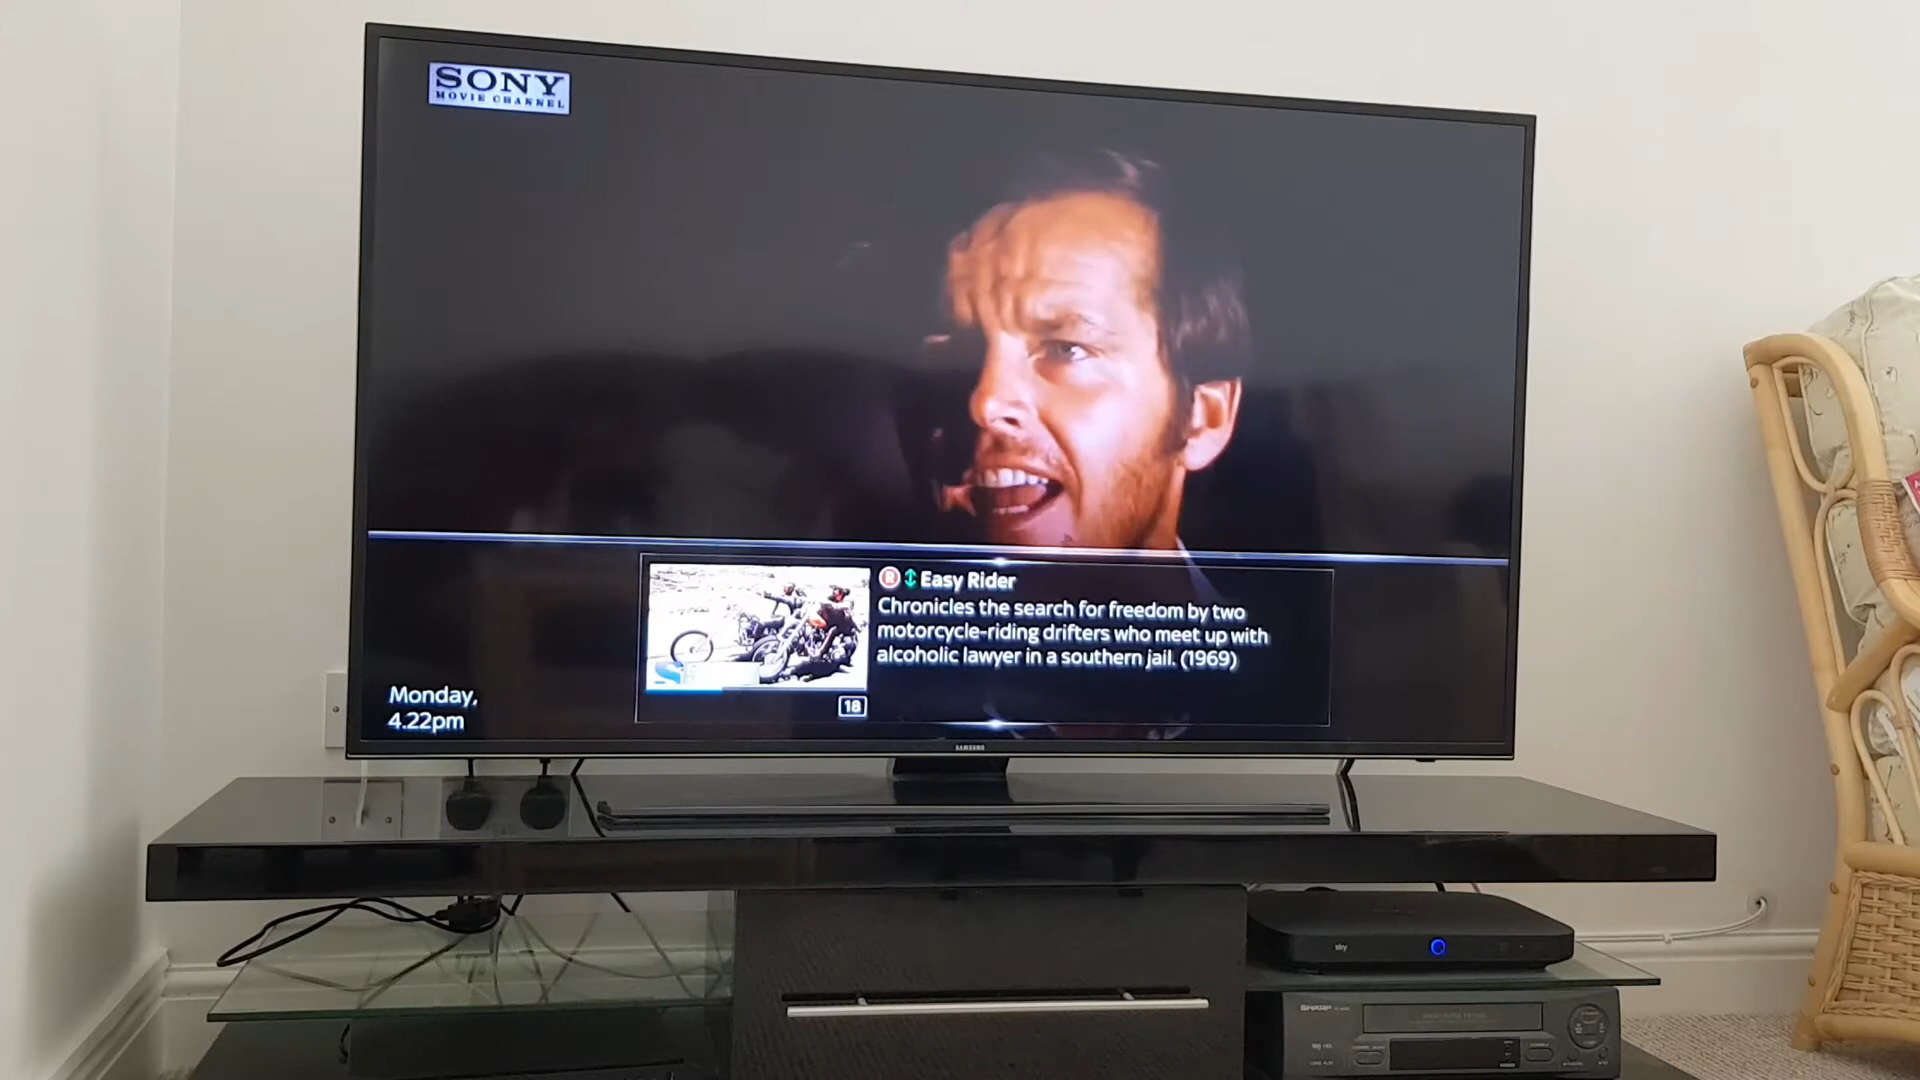 SONY
MOVIE CHANNEL
R Easy Rider
Chronicles the search for freedom by two
motorcycle-riding drifters who meet up with
alcoholic lawyer in a southern jail. (1969)
18
Monday,
4.22pm
SAMSUNG
sky
SHARP